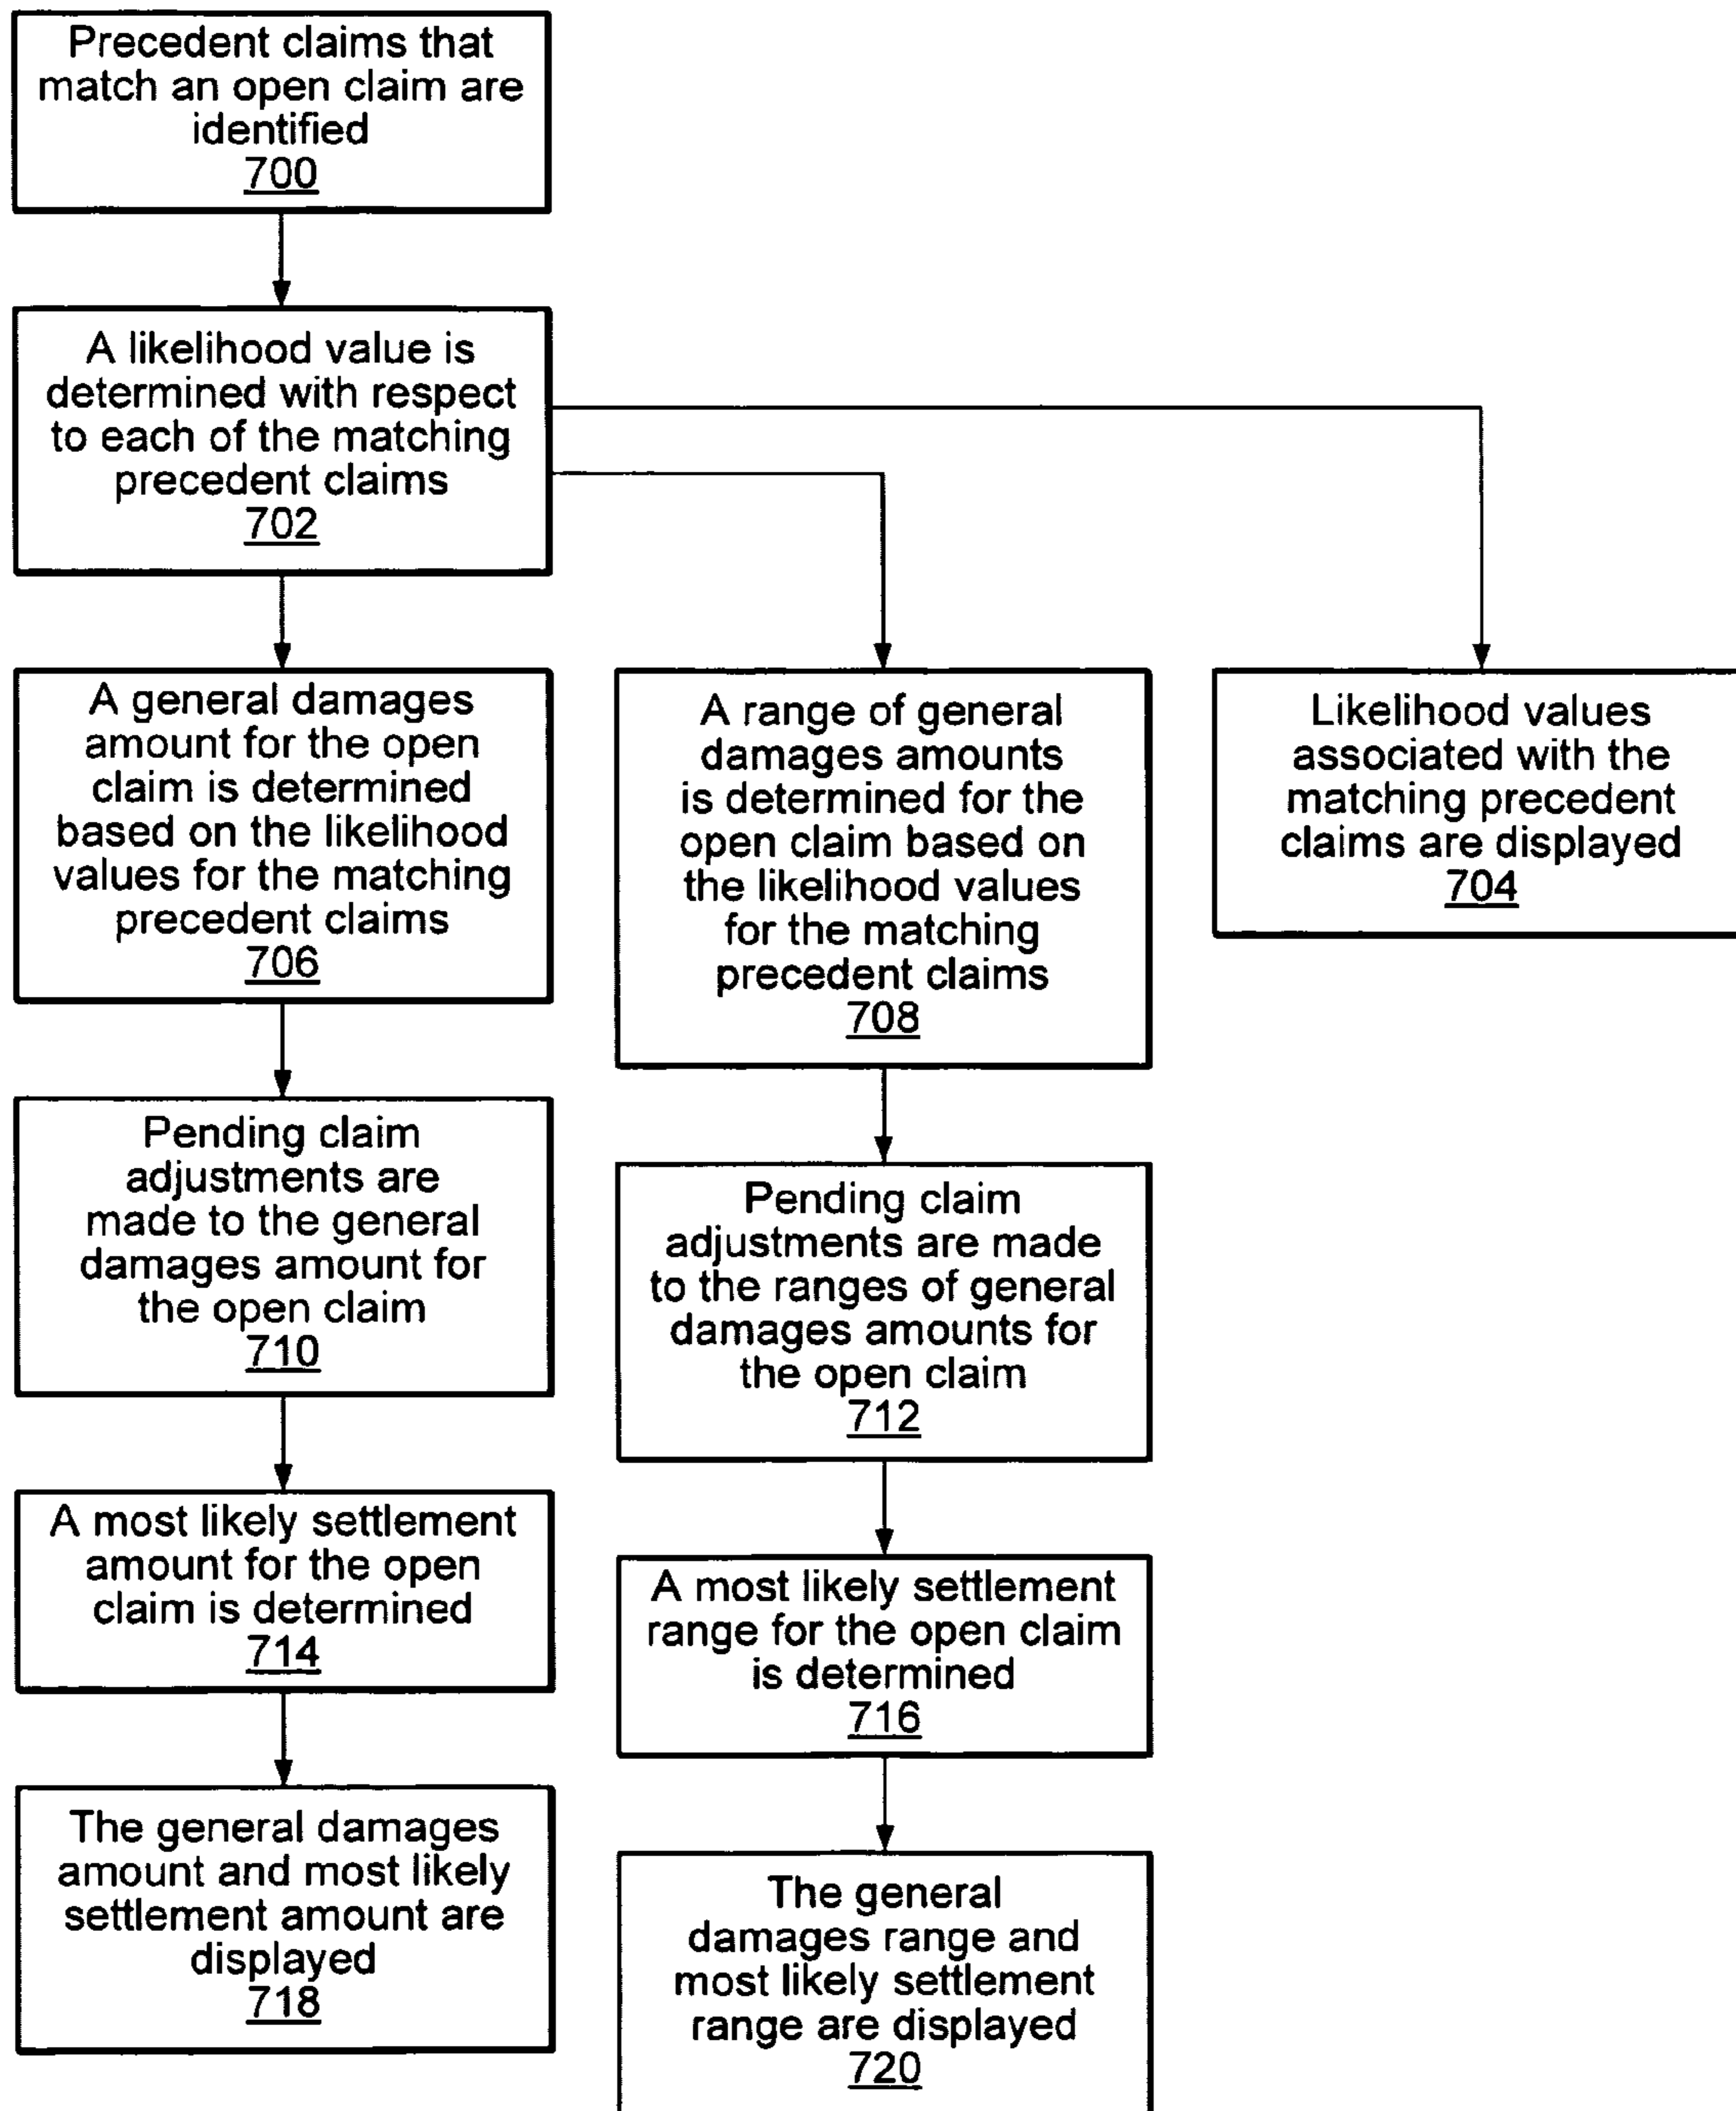 Precedent claims that
match an open claim are
identified
700
A likelihood value is
determined with respect
to each of the matching
precedent claims
702
A general damages
amount for the open
claim is determined
based on the likelihood
values for the matching
precedent claims
706
A range of general
damages amounts
is determined for the
open claim based on
the likelihood values
for the matching
precedent claims
708
Likelihood values
associated with the
matching precedent
claims are displayed
704
Pending claim
adjustments are
made to the general
damages amount for
the open claim
710
Pending claim
adjustments are made
to the ranges of general
damages amounts for
the open claim
712
A most likely settlement
amount for the open
claim is determined
714
A most likely settlement
range for the open claim
is determined
716
The general damages
amount and most likely
settlement amount are
displayed
718
The general
damages range and
most likely settlement
range are displayed
720